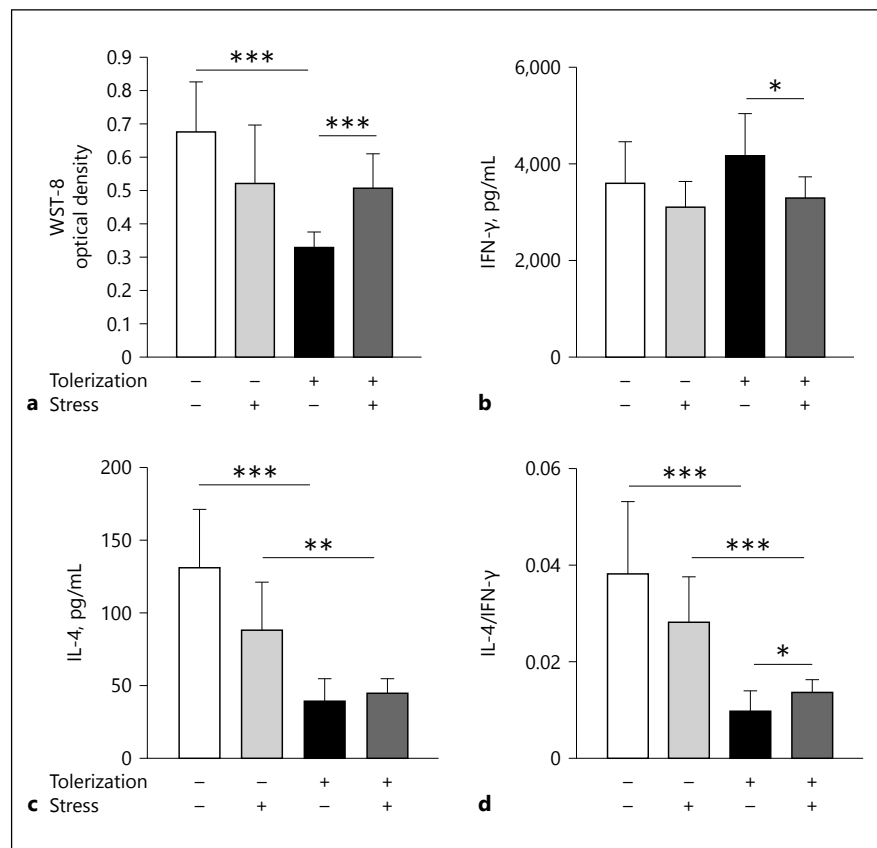 0.9
0.8
0.7
0.6
0.5
0.4
0.3
0.2
0.1
0
WST-8
optical density
***
***
Tolerization – – + +
a Stress – + – +
6,000
4,000
2,000
0
IFN-γ, pg/mL
*
– – + +
b – + – +
200
150
100
50
0
IL-4, pg/mL
***
**
Tolerization – – + +
c Stress – + – +
0.06
0.04
0.02
0
IL-4/IFN-γ
***
***
*
– – + +
d – + – +